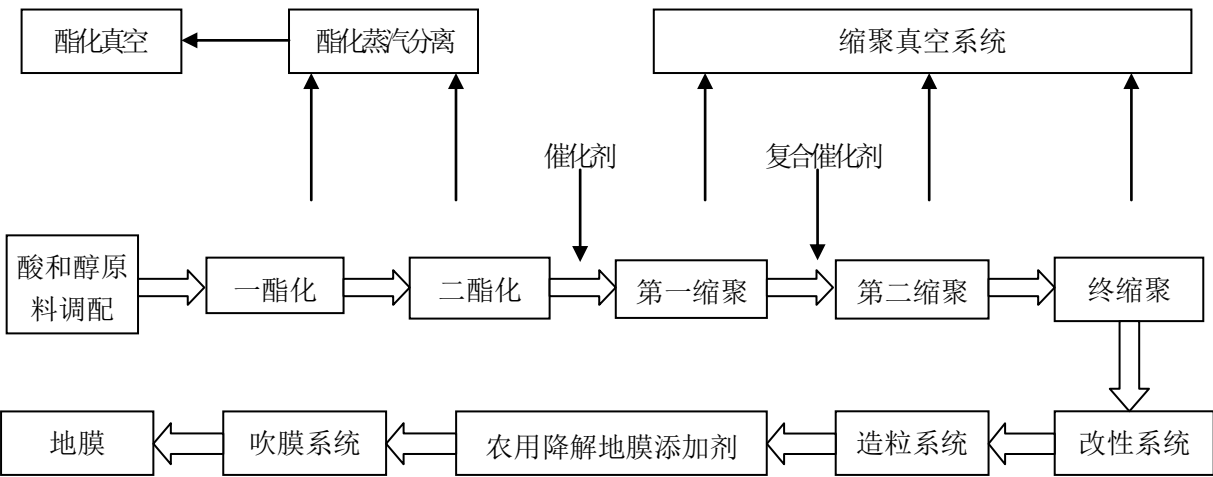 酯化真空
酯化蒸汽分离
缩聚真空系统
催化剂
复合催化剂
酸和醇原
料调配
一酯化
二酯化
第一缩聚
第二缩聚
终缩聚
地膜
吹膜系统
农用降解地膜添加剂
造粒系统
改性系统